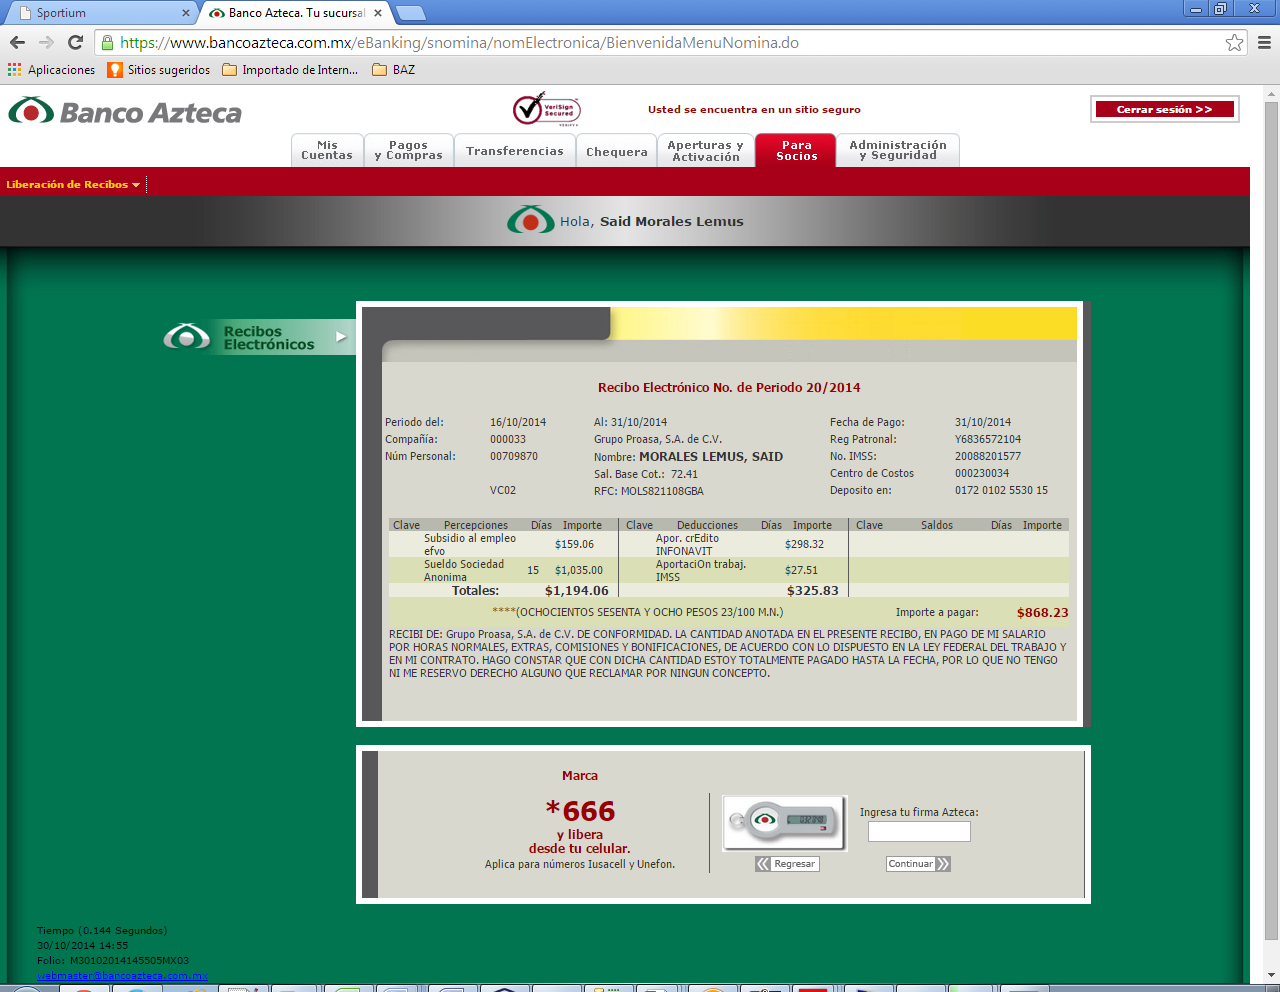 Sportium
Banco Azteca. Tu sucursal
https://www.bancoazteca.com.mx/eBanking/snomina/nomElectronica/BienvenidaMenuNomina.do
Aplicaciones Sitios sugeridos Importado de Intern... BAZ
Banco Azteca
VeriSign
Secured
VERIFY
Usted se encuentra en un sitio seguro
Cerrar sesión >>
Mis
Cuentas
Pagos
y Compras
Transferencias
Chequera
Aperturas y
Activación
Para
Socios
Administración
y Seguridad
Liberación de Recibos
Hola, Said Morales Lemus
Recibos
Electrónicos
Recibo Electrónico No. de Periodo 20/2014
Periodo del: 16/10/2014 Al: 31/10/2014 Fecha de Pago: 31/10/2014
Compañía: 000033 Grupo Proasa, S.A. de C.V. Reg Patronal: Y6836572104
Núm Personal: 00709870 Nombre: MORALES LEMUS, SAID No. IMSS: 20088201577
Sal. Base Cot.: 72.41 Centro de Costos 000230034
VC02 RFC: MOLS821108GBA Deposito en: 0172 0102 5530 15
Clave Percepciones Días Importe Clave Deducciones Días Importe Clave Saldos Días Importe
Subsidio al empleo
efvo
$159.06
Apor. crEdito
INFONAVIT
$298.32
Sueldo Sociedad
Anonima
15 $1,035.00
AportaciOn trabaj.
IMSS
$27.51
Totales: $1,194.06 $325.83
****(OCHOCIENTOS SESENTA Y OCHO PESOS 23/100 M.N.) Importe a pagar: $868.23
RECIBI DE: Grupo Proasa, S.A. de C.V. DE CONFORMIDAD. LA CANTIDAD ANOTADA EN EL PRESENTE RECIBO, EN PAGO DE MI SALARIO
POR HORAS NORMALES, EXTRAS, COMISIONES Y BONIFICACIONES, DE ACUERDO CON LO DISPUESTO EN LA LEY FEDERAL DEL TRABAJO Y
EN MI CONTRATO. HAGO CONSTAR QUE CON DICHA CANTIDAD ESTOY TOTALMENTE PAGADO HASTA LA FECHA, POR LO QUE NO TENGO
NI ME RESERVO DERECHO ALGUNO QUE RECLAMAR POR NINGUN CONCEPTO.
Marca
*666
y libera
desde tu celular.
Aplica para números Iusacell y Unefon.
Ingresa tu firma Azteca:
Regresar
Continuar
Tiempo (0.144 Segundos)
30/10/2014 14:55
Folio: M30102014145505MX03
webmaster@bancoazteca.com.mx